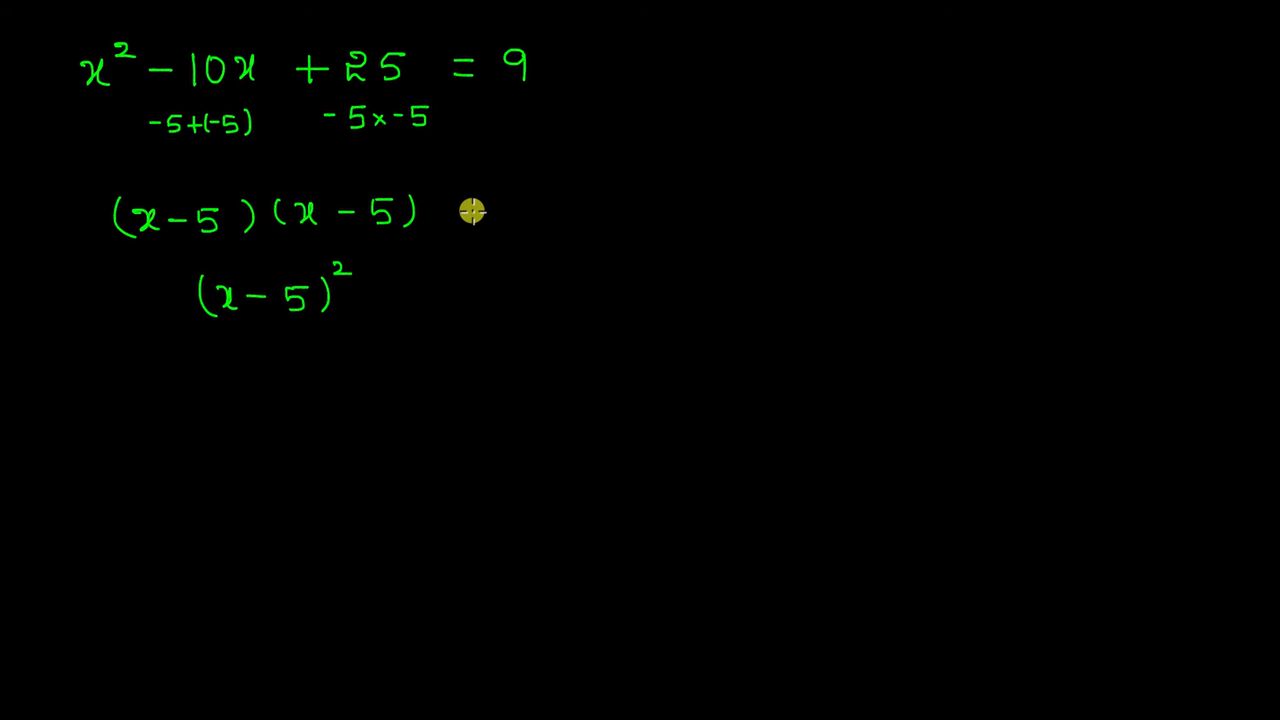 x² - 10x + 25 = 9
-5+(-5) -5×-5
(x-5)(x-5)
(x-5)²